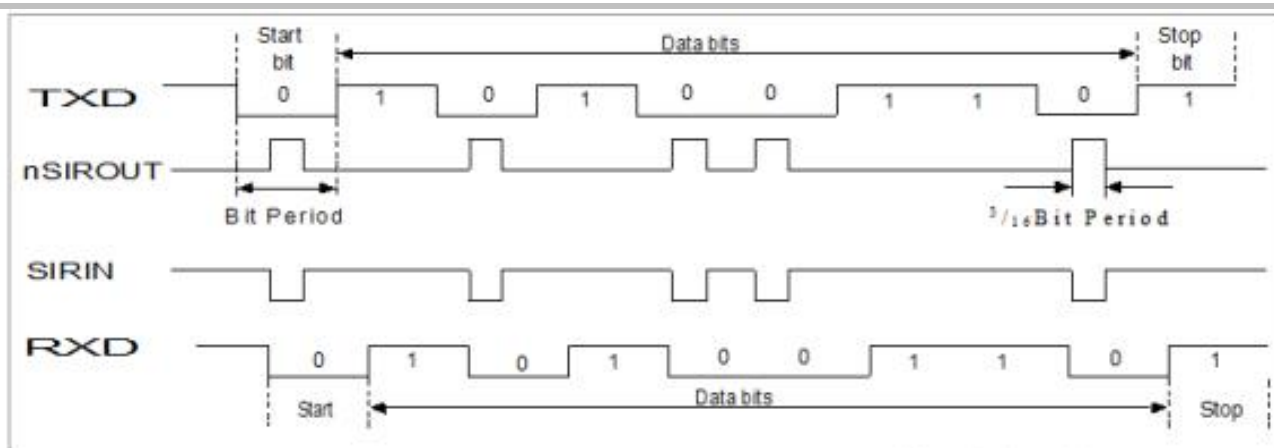 Start bit Data bits Stop bit
TXD 0 1 0 1 0 0 1 1 0 1
nSIROUT
Bit Period 3/16Bit Period
SIRIN
RXD 0 1 0 1 0 0 1 1 0 1
Start Data bits Stop